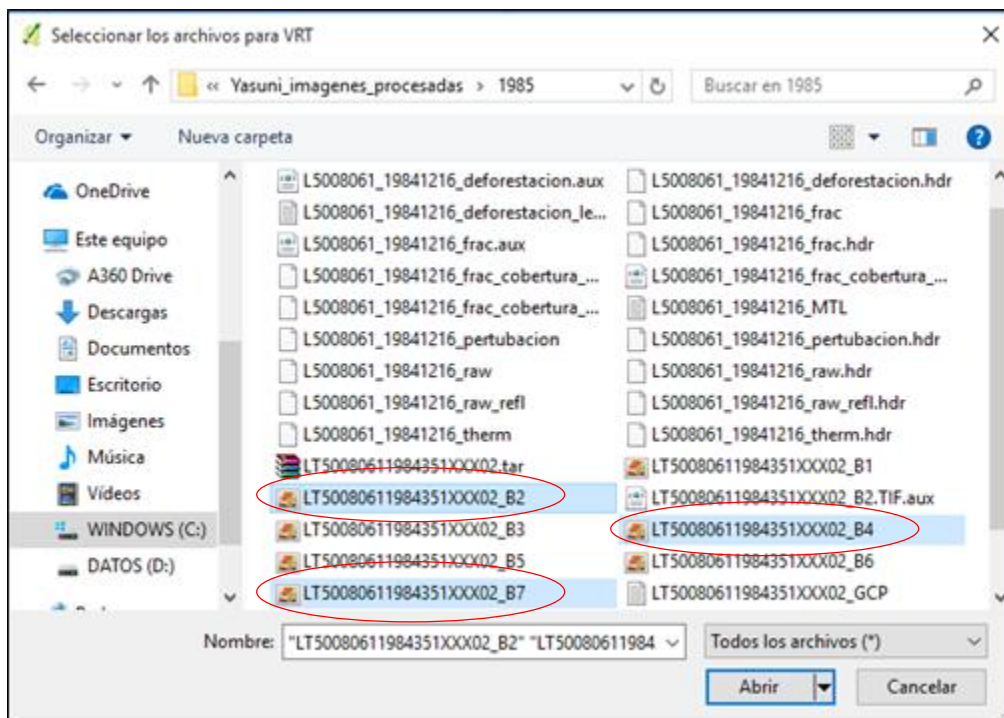 Seleccionar los archivos para VRT
« Yasuni_imagenes_procesadas > 1985
Buscar en 1985
Organizar
Nueva carpeta
OneDrive
Este equipo
A360 Drive
Descargas
Documentos
Escritorio
Imágenes
Música
Vídeos
WINDOWS (C:)
DATOS (D:)
L5008061_19841216_deforestacion.aux
L5008061_19841216_deforestacion.hdr
L5008061_19841216_deforestacion_le...
L5008061_19841216_frac
L5008061_19841216_frac.aux
L5008061_19841216_frac.hdr
L5008061_19841216_frac_cobertura_...
L5008061_19841216_frac_cobertura_...
L5008061_19841216_frac_cobertura_...
L5008061_19841216_MTL
L5008061_19841216_pertubacion
L5008061_19841216_pertubacion.hdr
L5008061_19841216_raw
L5008061_19841216_raw.hdr
L5008061_19841216_raw_refl
L5008061_19841216_raw_refl.hdr
L5008061_19841216_therm
L5008061_19841216_therm.hdr
LT50080611984351XXX02.tar
LT50080611984351XXX02_B1
LT50080611984351XXX02_B2
LT50080611984351XXX02_B2.TIF.aux
LT50080611984351XXX02_B3
LT50080611984351XXX02_B4
LT50080611984351XXX02_B5
LT50080611984351XXX02_B6
LT50080611984351XXX02_B7
LT50080611984351XXX02_GCP
Nombre:
"LT50080611984351XXX02_B2" "LT50080611984
Todos los archivos (*)
Abrir
Cancelar